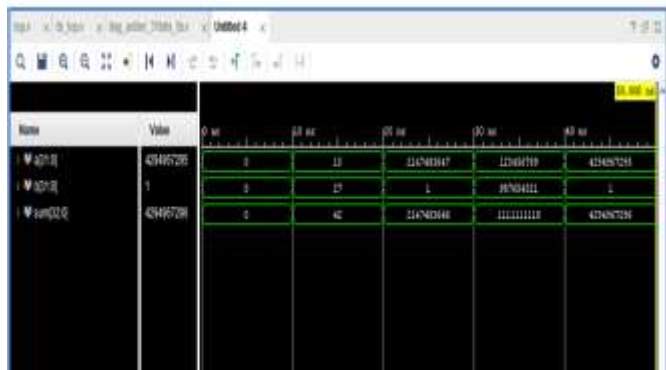 Untitled 4
Name Value 0 ns 10 ns 20 ns 30 ns 40 ns
a[31:0] 4294967295 0 15 2147483647 123456789 4294967295
b[31:0] 1 0 27 1 987654321 1
sum[32:0] 4294967296 0 42 2147483648 1111111110 4294967296